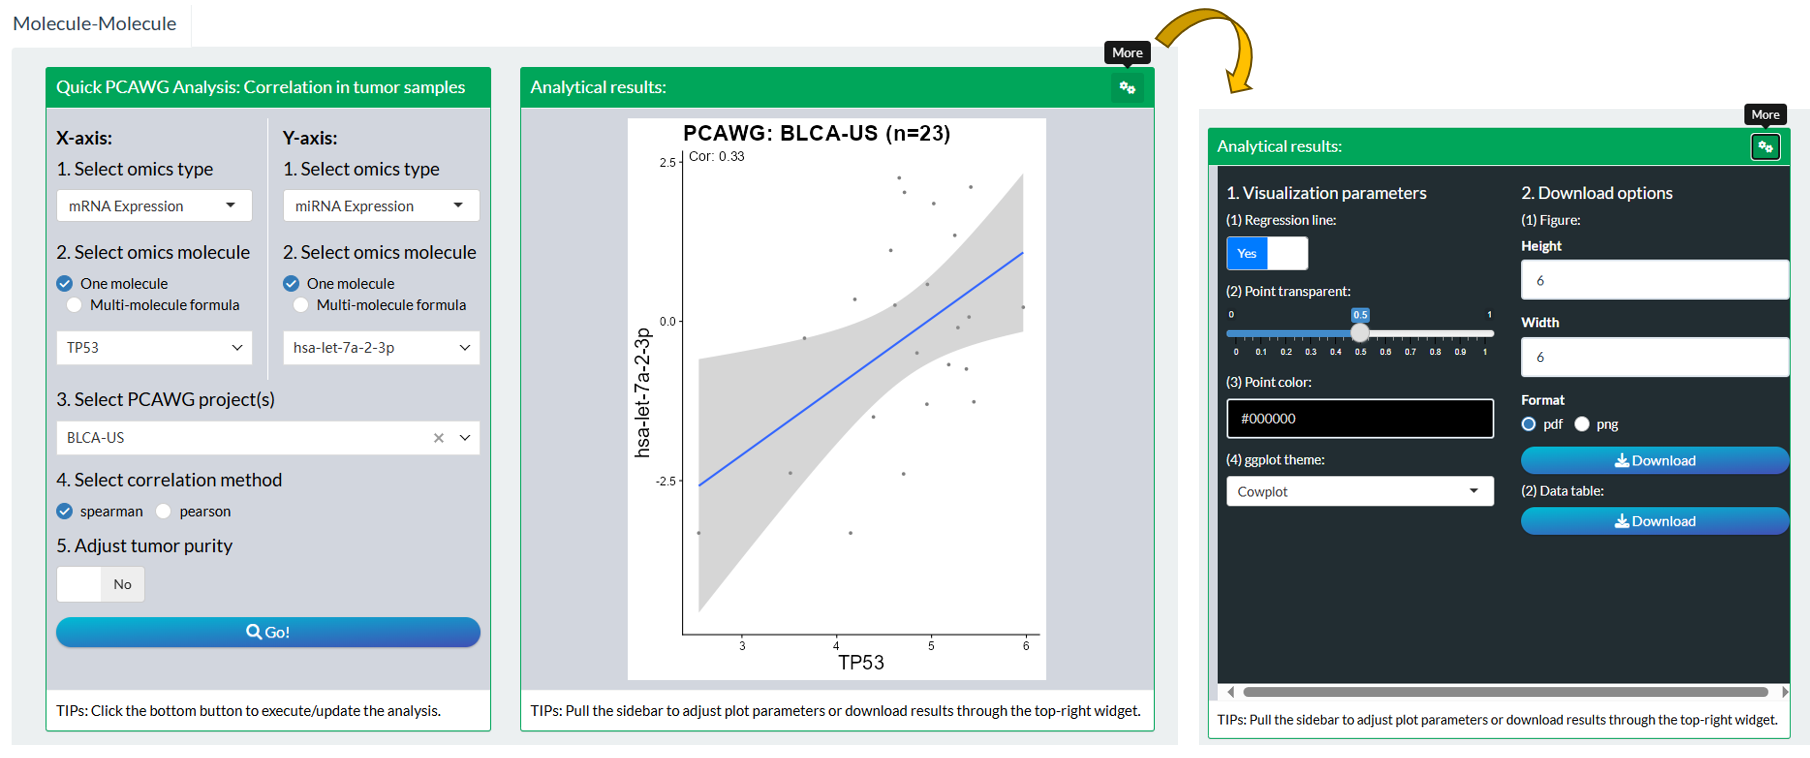 Molecule-Molecule
More
Quick PCAWG Analysis: Correlation in tumor samples
X-axis:
1. Select omics type
mRNA Expression
2. Select omics molecule
One molecule
Multi-molecule formula
TP53
Y-axis:
1. Select omics type
miRNA Expression
2. Select omics molecule
One molecule
Multi-molecule formula
hsa-let-7a-2-3p
3. Select PCAWG project(s)
BLCA-US
4. Select correlation method
spearman pearson
5. Adjust tumor purity
No
Go!
TIPs: Click the bottom button to execute/update the analysis.
Analytical results:
PCAWG: BLCA-US (n=23)
Cor: 0.33
2.5
0.0
-2.5
hsa-let-7a-2-3p
3 4 5 6
TP53
TIPs: Pull the sidebar to adjust plot parameters or download results through the top-right widget.
More
Analytical results:
1. Visualization parameters
(1) Regression line:
Yes
(2) Point transparent:
0 0.5 1
0 0.1 0.2 0.3 0.4 0.5 0.6 0.7 0.8 0.9 1
(3) Point color:
#000000
(4) ggplot theme:
Cowplot
2. Download options
(1) Figure:
Height
6
Width
6
Format
pdf png
Download
(2) Data table:
Download
TIPs: Pull the sidebar to adjust plot parameters or download results through the top-right widget.